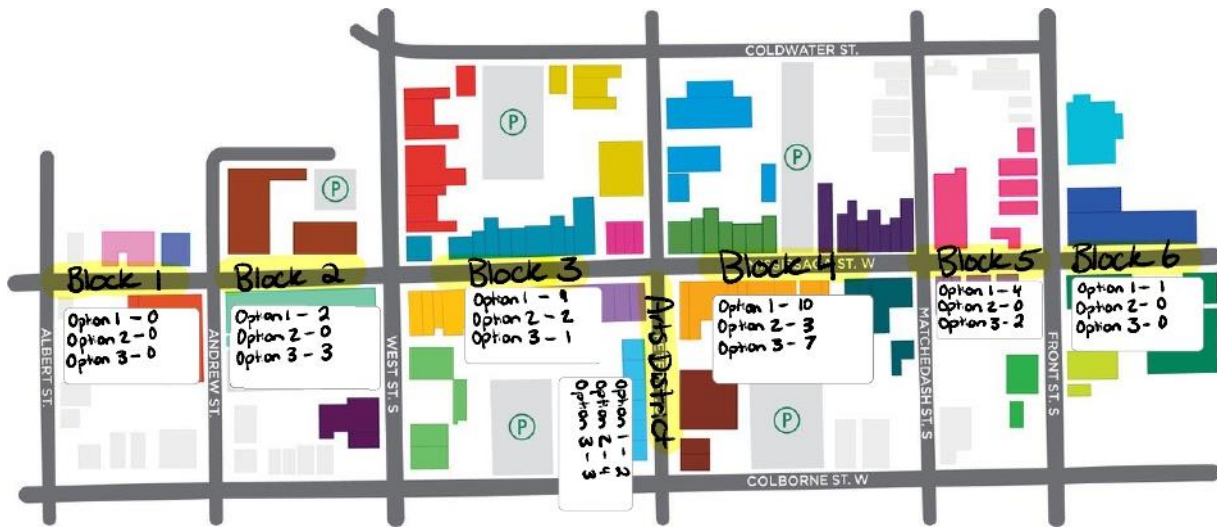 COLDWATER ST.
P
P
P
Block 1
Block 2
Block 3
Block 4
ST. W
Block 5
Block 6
Option 1 - 0
Option 2 - 0
Option 3 - 0
Option 1 - 2
Option 2 - 0
Option 3 - 3
Option 1 - 9
Option 2 - 2
Option 3 - 1
Option 1 - 10
Option 2 - 3
Option 3 - 7
Option 1 - 4
Option 2 - 0
Option 3 - 2
Option 1 - 1
Option 2 - 0
Option 3 - 0
ALBERT ST.
ANDREW ST.
WEST ST. S
Arts District
MATCHEDASH ST. S
FRONT ST. S
Option 1 - 2
Option 2 - 4
Option 3 - 3
P
P
COLBORNE ST. W